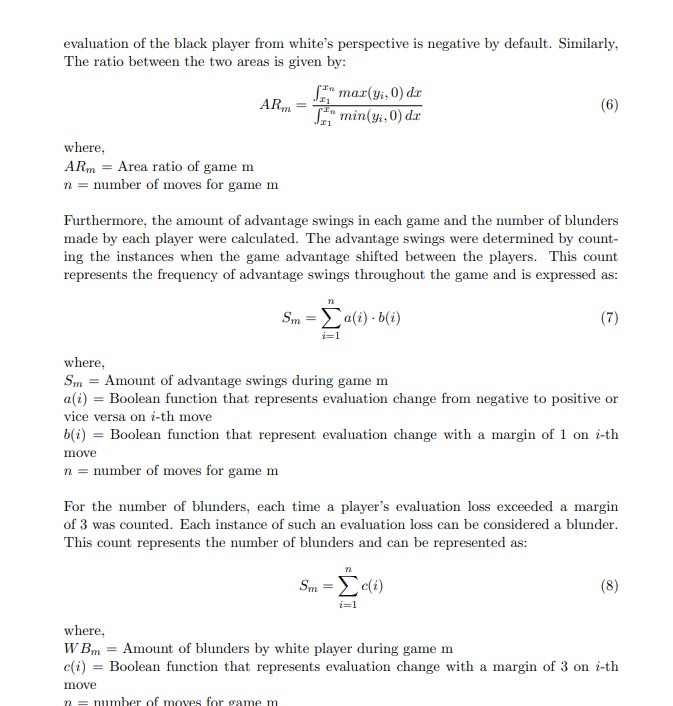 evaluation of the black player from white's perspective is negative by default. Similarly,
The ratio between the two areas is given by:
AR_m = \frac{\int_{x_1}^{x_n} max(y_i, 0) dx}{\int_{x_1}^{x_n} min(y_i, 0) dx} (6)
where,
AR_m = Area ratio of game m
n = number of moves for game m
Furthermore, the amount of advantage swings in each game and the number of blunders
made by each player were calculated. The advantage swings were determined by count-
ing the instances when the game advantage shifted between the players. This count
represents the frequency of advantage swings throughout the game and is expressed as:
S_m = \sum_{i=1}^{n} a(i) · b(i) (7)
where,
S_m = Amount of advantage swings during game m
a(i) = Boolean function that represents evaluation change from negative to positive or
vice versa on i-th move
b(i) = Boolean function that represent evaluation change with a margin of 1 on i-th
move
n = number of moves for game m
For the number of blunders, each time a player's evaluation loss exceeded a margin
of 3 was counted. Each instance of such an evaluation loss can be considered a blunder.
This count represents the number of blunders and can be represented as:
S_m = \sum_{i=1}^{n} c(i) (8)
where,
WB_m = Amount of blunders by white player during game m
c(i) = Boolean function that represents evaluation change with a margin of 3 on i-th
move
n = number of moves for game m